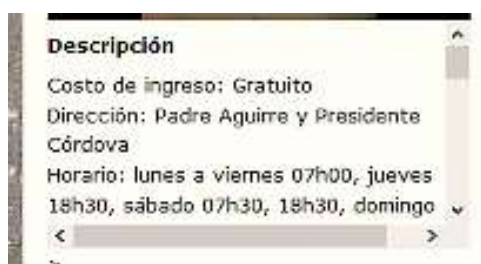 Descripción
Costo de ingreso: Gratuito
Dirección: Padre Aguirre y Presidente
Córdova
Horario: lunes a viernes 07h00, jueves
18h30, sábado 07h30, 18h30, domingo